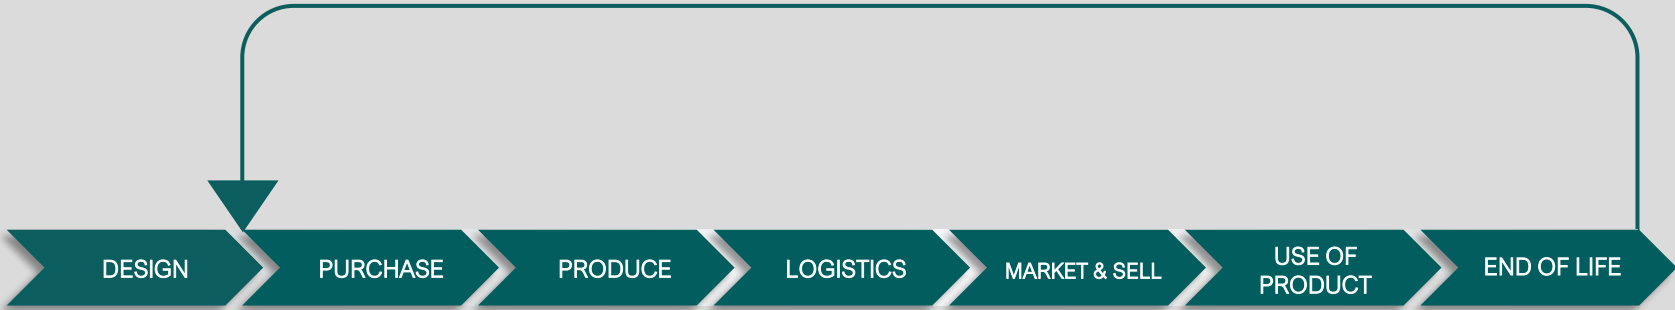 DESIGN
PURCHASE
PRODUCE
LOGISTICS
MARKET & SELL
USE OF
PRODUCT
END OF LIFE